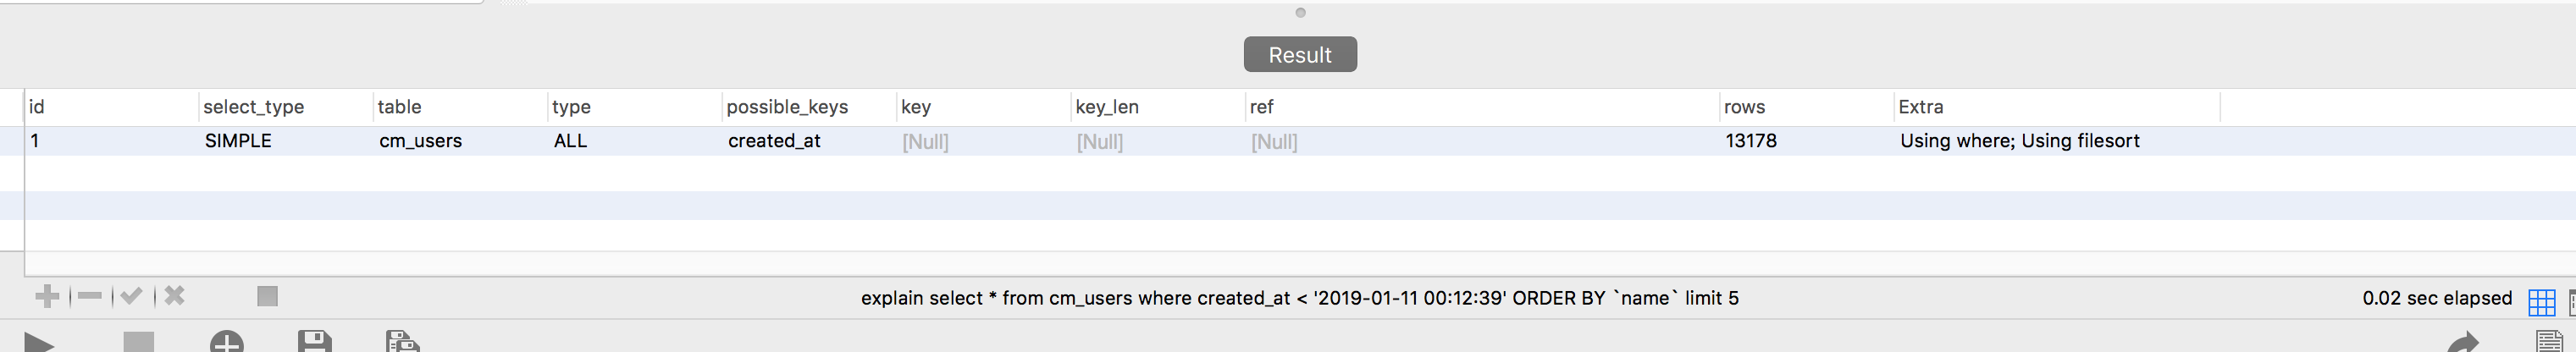 Result
id select_type table type possible_keys key key_len ref rows Extra
1 SIMPLE cm_users ALL created_at [Null] [Null] [Null] 13178 Using where; Using filesort
explain select * from cm_users where created_at < '2019-01-11 00:12:39' ORDER BY `name` limit 5 0.02 sec elapsed